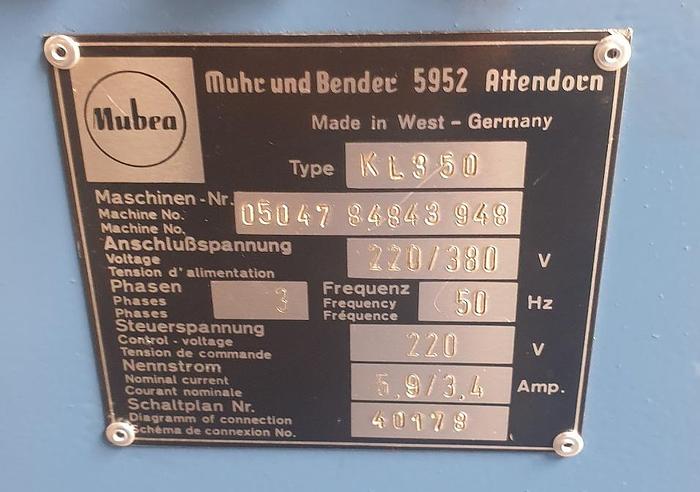 Mubea
Muhr und Bender 5952 Attendorn
Made in West - Germany
Type KL350
Maschinen-Nr. 05047 84843 948
Machine No.
Machine No.
Anschlußspannung 220/380 V
Voltage
Tension d'alimentation
Phasen 3 Frequenz 50 Hz
Phases Frequency
Phases Fréquence
Steuerspannung 220 V
Control-voltage
Tension de commande
Nennstrom 5.9/3.4 Amp.
Nominal current
Courant nominale
Schaltplan Nr. 40178
Diagramm of connection
Schéma de connexion No.